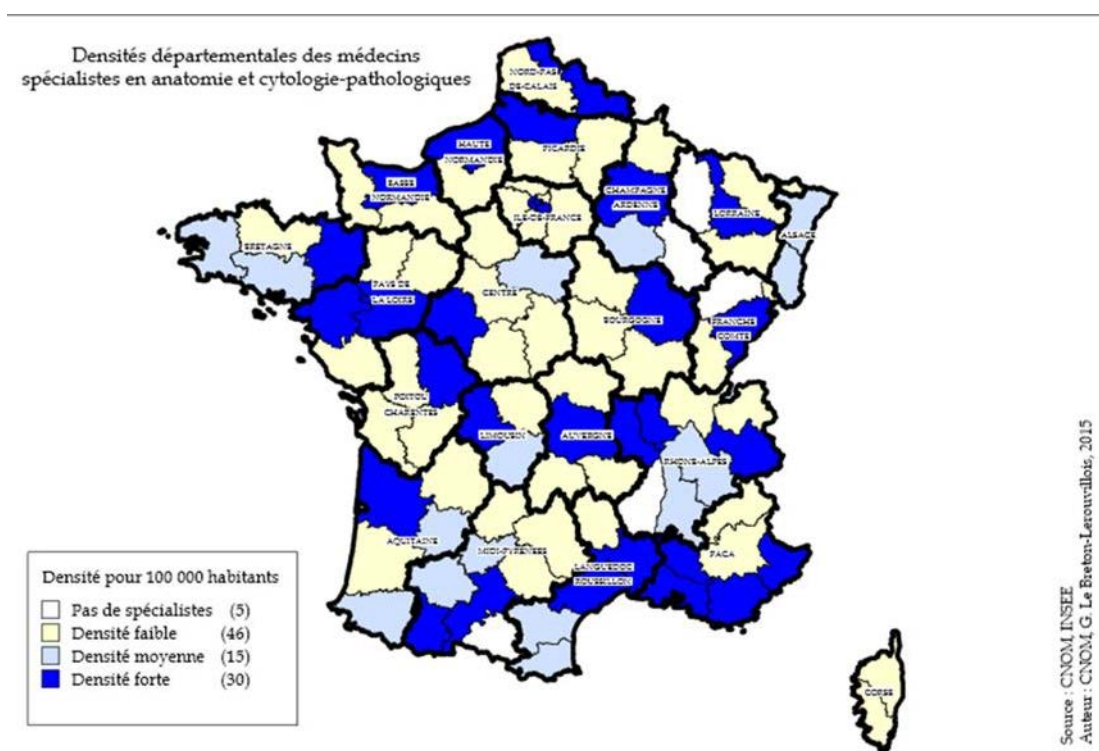 Densités départementales des médecins
spécialistes en anatomie et cytologie-pathologiques
NORD-PAS
DE-CALAIS
HAUTE
NORMANDIE
PICARDIE
BASSE
NORMANDIE
ILE-DE-FRANCE
CHAMPAGNE
ARDENNE
LORRAINE
ALSACE
BRETAGNE
PAYS DE
LA LOIRE
CENTRE
BOURGOGNE
FRANCHE
COMTE
POITOU
CHARENTES
LIMOUSIN
AUVERGNE
RHONE-ALPES
AQUITAINE
MIDI-PYRENEES
LANGUEDOC
ROUSSILLON
PACA
CORSE
Densité pour 100 000 habitants
Pas de spécialistes (5)
Densité faible (46)
Densité moyenne (15)
Densité forte (30)
Source : CNOM, INSEE
Auteur : CNOM, G. Le Breton-Lerouvillois, 2015